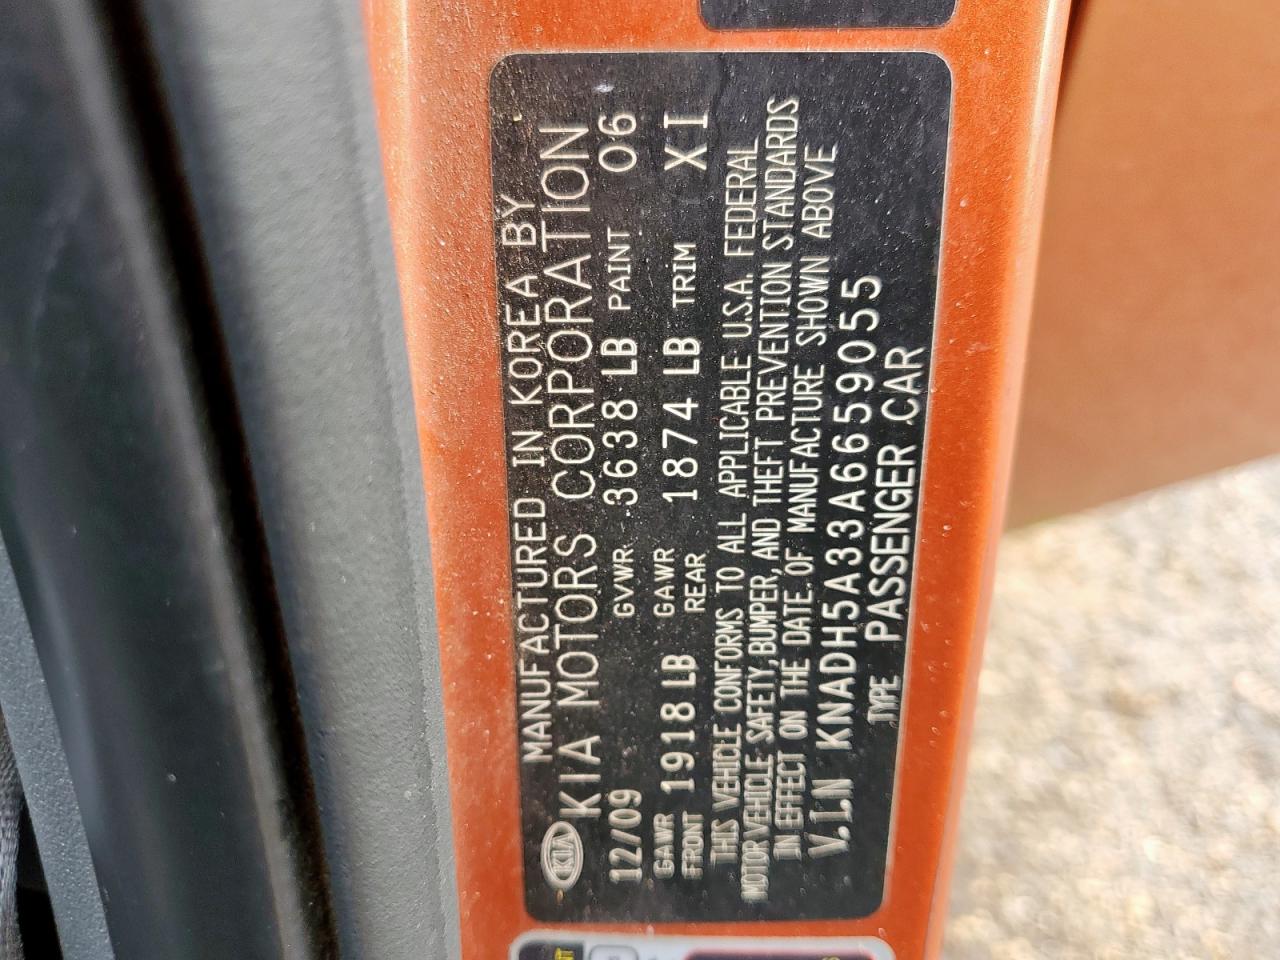 MANUFACTURED IN KOREA BY
KIA KIA MOTORS CORPORATION
12/09 GVWR 3638 LB PAINT 06
GAWR FRONT 1918 LB GAWR REAR 1874 LB TRIM XI
THIS VEHICLE CONFORMS TO ALL APPLICABLE U.S.A. FEDERAL
MOTOR VEHICLE SAFETY, BUMPER, AND THEFT PREVENTION STANDARDS
IN EFFECT ON THE DATE OF MANUFACTURE SHOWN ABOVE
V.I.N KNADH5A33A6659055
TYPE PASSENGER CAR